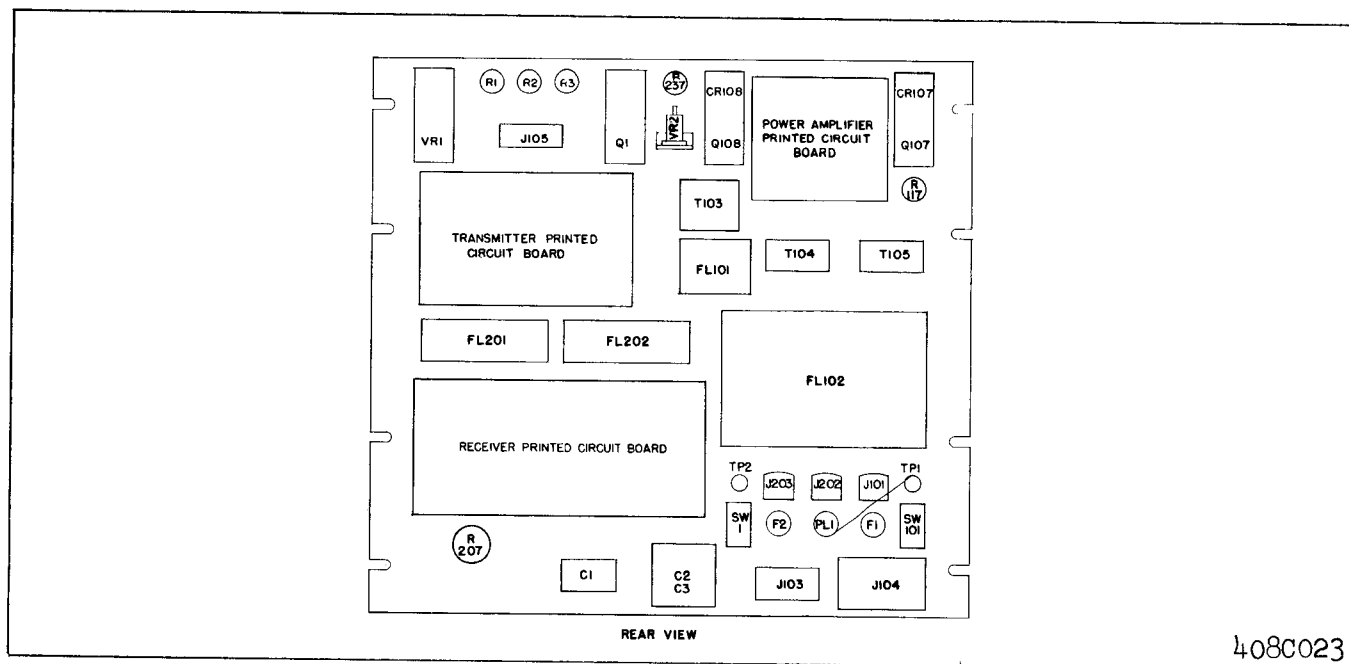 R1
R2
R3
R
237
CR108
CR107
VR1
J105
Q1
VR2
Q108
POWER AMPLIFIER
PRINTED CIRCUIT
BOARD
Q107
R
117
T103
TRANSMITTER PRINTED
CIRCUIT BOARD
FL101
T104
T105
FL201
FL202
FL102
RECEIVER PRINTED CIRCUIT BOARD
TP2
J203
J202
J101
TP1
SW
1
F2
PL1
F1
SW
101
R
207
C1
C2
C3
J103
J104
REAR VIEW
408C023